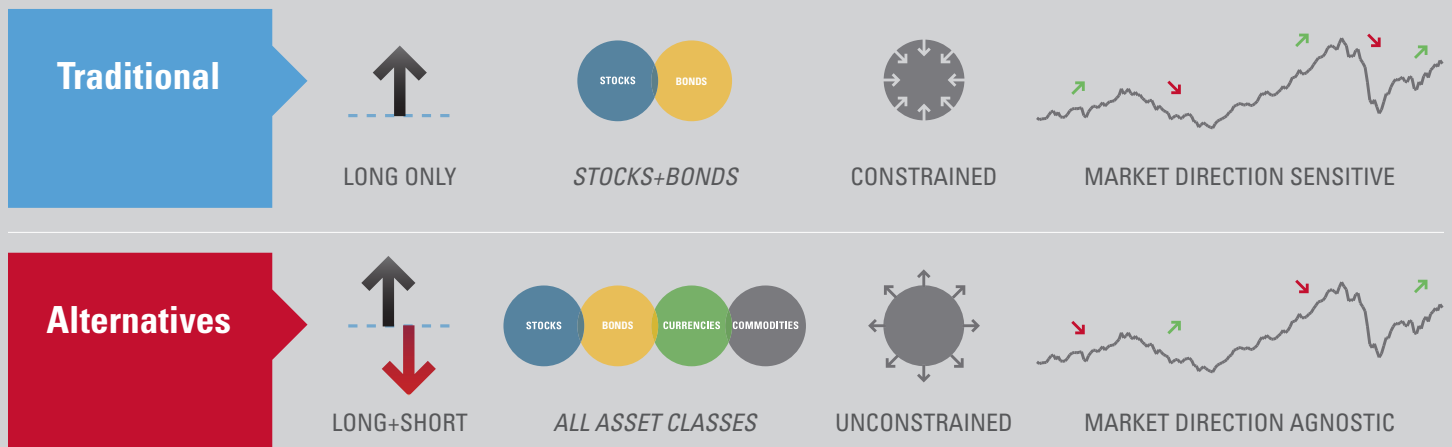 Traditional
STOCKS
BONDS
LONG ONLY
STOCKS+BONDS
CONSTRAINED
MARKET DIRECTION SENSITIVE
Alternatives
STOCKS
BONDS
CURRENCIES
COMMODITIES
LONG+SHORT
ALL ASSET CLASSES
UNCONSTRAINED
MARKET DIRECTION AGNOSTIC